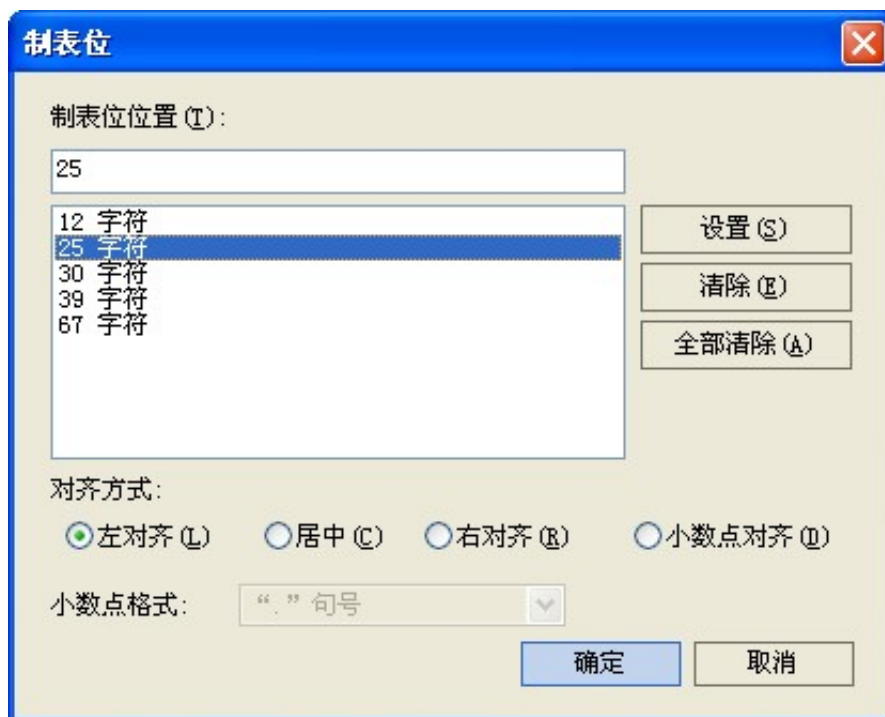 制表位
制表位位置(T):
25
12 字符
25 字符
30 字符
39 字符
67 字符
设置(S)
清除(E)
全部清除(A)
对齐方式:
左对齐(L) 居中(C) 右对齐(R) 小数点对齐(D)
小数点格式: “.”句号
确定 取消